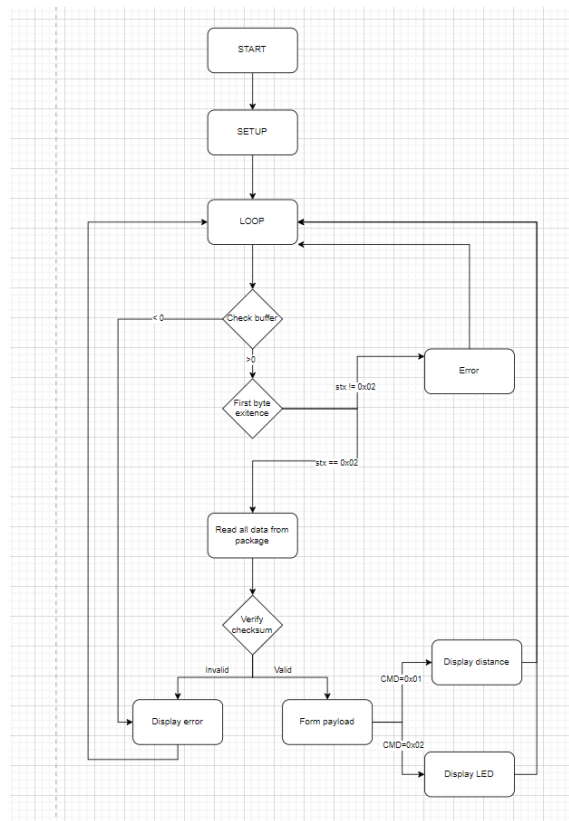 START
SETUP
LOOP
< 0
Check buffer
>0
First byte
exitence
stx != 0x02
Error
stx == 0x02
Read all data from
package
Verify
checksum
Invalid
Valid
Display error
Form payload
CMD=0x01
Display distance
CMD=0x02
Display LED